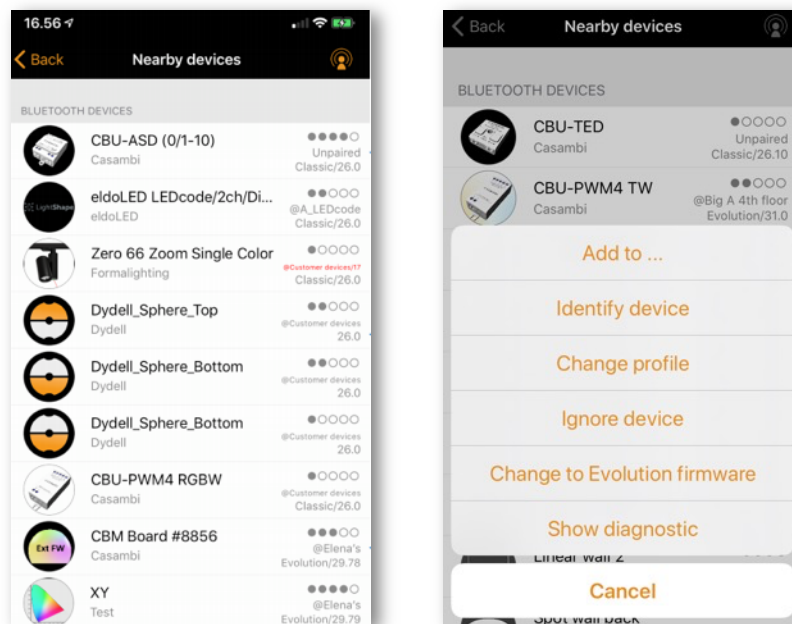 16.56
Back
Nearby devices
BLUETOOTH DEVICES
CBU-ASD (0/1-10)
Casambi
Unpaired
Classic/26.0
LightShape
eldoLED LEDcode/2ch/Di...
eldoLED
@A_LEDcode
Classic/26.0
Zero 66 Zoom Single Color
Formalighting
@Customer devices/17
Classic/26.0
Dydell_Sphere_Top
Dydell
@Customer devices
26.0
Dydell_Sphere_Bottom
Dydell
@Customer devices
26.0
Dydell_Sphere_Bottom
Dydell
@Customer devices
26.0
CBU-PWM4 RGBW
Casambi
@Customer devices
Classic/26.0
Ext FW
CBM Board #8856
Casambi
@Elena's
Evolution/29.78
XY
Test
@Elena's
Evolution/29.79
Back
Nearby devices
BLUETOOTH DEVICES
CBU-TED
Casambi
Unpaired
Classic/26.10
CBU-PWM4 TW
Casambi
@Big A 4th floor
Evolution/31.0
Add to ...
Identify device
Change profile
Ignore device
Change to Evolution firmware
Show diagnostic
Linear wall 2
Cancel
Spot wall back